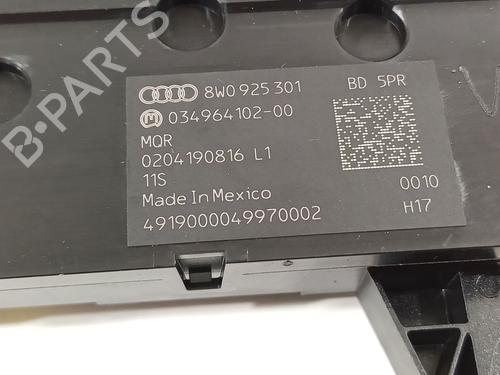 8W0 925 301 BD 5PR
034964102-00
MQR
0204190816 L1
11S
Made In Mexico
4919000049970002
0010
H17
B-PARTS